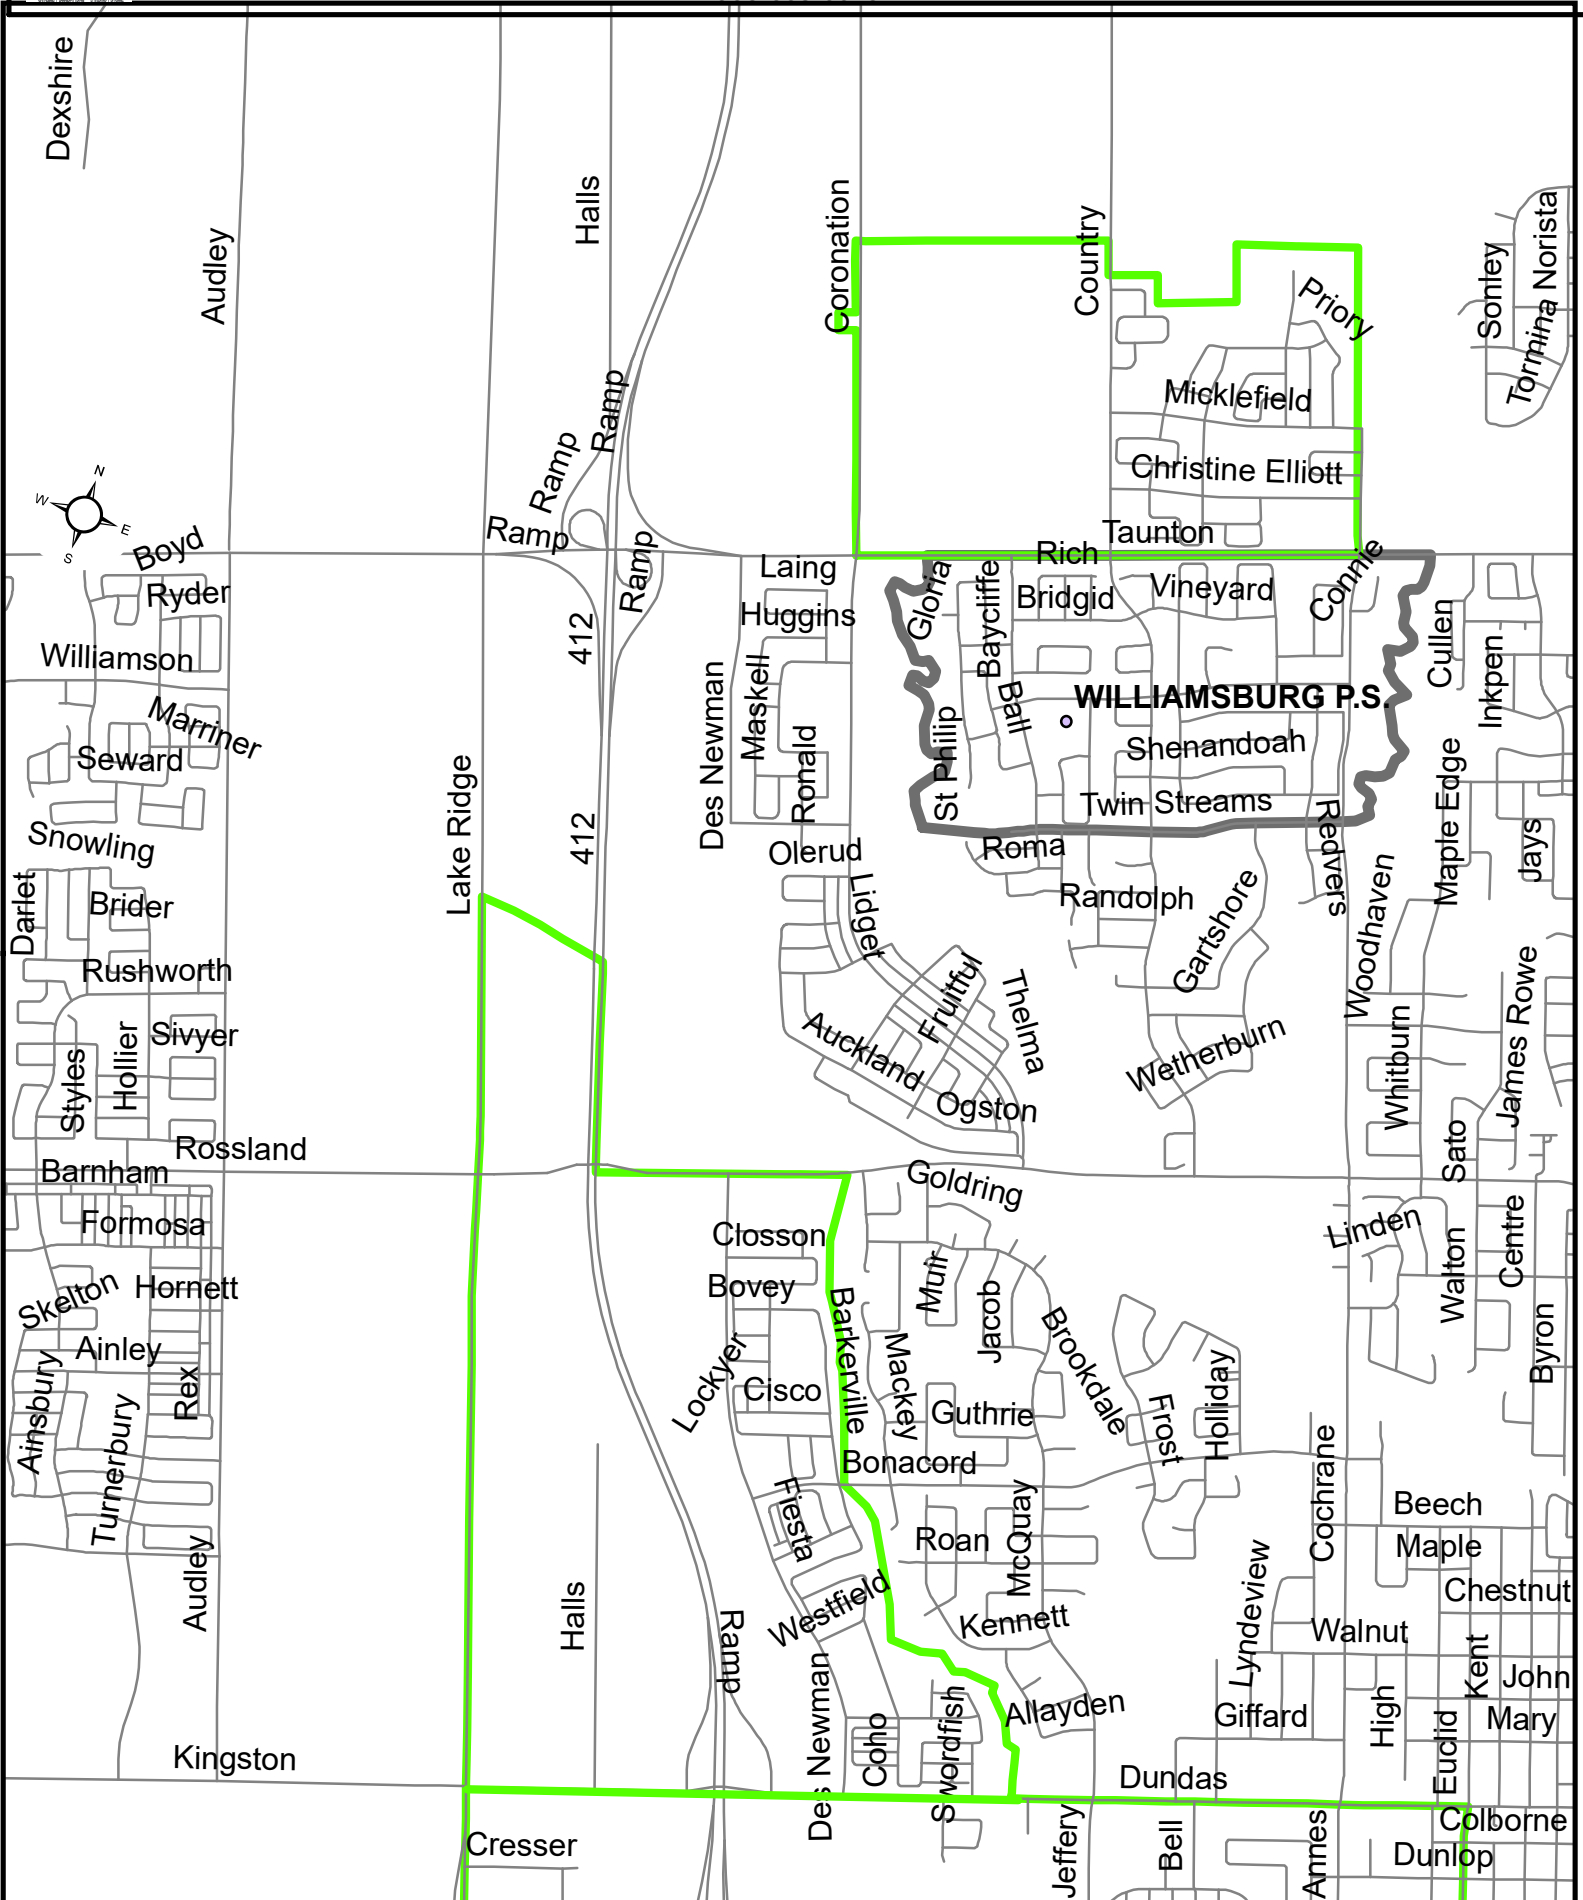 Dexshire
Audley
Halls
Coronation
Country
Priory
Sonley
Tormina
Norista
Micklefield
Christine Elliott
Ramp
Ramp
Ramp
Ramp
N
W
E
S
Taunton
Rich
Connie
Boyd
Ryder
Williamson
Marriner
Seward
Snowling
Laing
Huggins
Maskell
Ronald
Des Newman
412
412
Lake Ridge
Gloria
Baycliffe
Bridgid
Vineyard
Ball
WILLIAMSBURG P.S.
St Philip
Shenandoah
Twin Streams
Cullen
Inkpen
Maple Edge
Jays
Redvers
Olerud
Roma
Randolph
Gartshore
Woodhaven
Lidget
Darlet
Brider
Rushworth
Sivyer
Hollier
Styles
Fruitful
Thelma
Auckland
Ogston
Wetherburn
Whitburn
James Rowe
Sato
Rossland
Barnham
Formosa
Goldring
Linden
Walton
Centre
Byron
Closson
Bovey
Skelton
Hornett
Ainley
Rex
Ainsbury
Turnerbury
Audley
Lockyer
Cisco
Barkerville
Mackey
Muir
Jacob
Brookdale
Guthrie
Bonacord
Frost
Holliday
Cochrane
Beech
Maple
Chestnut
Fiesta
Roan
McQuay
Westfield
Kennett
Lyndeview
Walnut
Kent
John
Halls
Ramp
Des Newman
Coho
Swordfish
Allayden
Giffard
High
Euclid
Mary
Kingston
Dundas
Colborne
Cresser
Jeffery
Bell
Annes
Dunlop